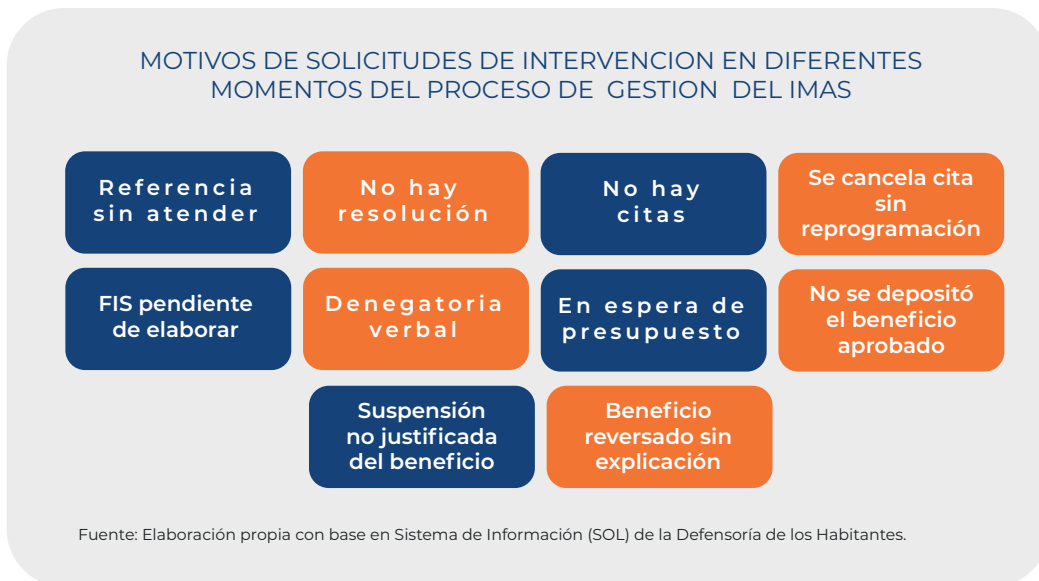 MOTIVOS DE SOLICITUDES DE INTERVENCION EN DIFERENTES
MOMENTOS DEL PROCESO DE GESTION DEL IMAS
Referencia
sin atender
No hay
resolución
No hay
citas
Se cancela cita
sin
reprogramación
FIS pendiente
de elaborar
Denegatoria
verbal
En espera de
presupuesto
No se depositó
el beneficio
aprobado
Suspensión
no justificada
del beneficio
Beneficio
reversado sin
explicación
Fuente: Elaboración propia con base en Sistema de Información (SOL) de la Defensoría de los Habitantes.